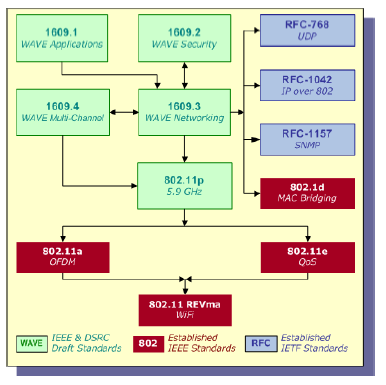 1609.1
WAVE Applications
1609.2
WAVE Security
RFC-768
UDP
RFC-1042
IP over 802
1609.4
WAVE Multi-Channel
1609.3
WAVE Networking
RFC-1157
SNMP
802.11p
5.9 GHz
802.1d
MAC Bridging
802.11a
OFDM
802.11e
QoS
802.11 REVma
WiFi
WAVE
IEEE & DSRC
Draft Standards
802
Established
IEEE Standards
RFC
Established
IETF Standards